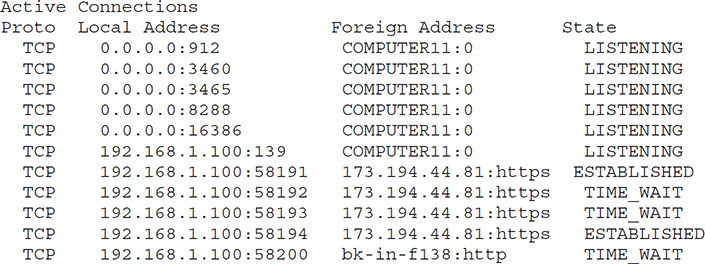 Active Connections
Proto Local Address Foreign Address State
TCP 0.0.0.0:912 COMPUTER11:0 LISTENING
TCP 0.0.0.0:3460 COMPUTER11:0 LISTENING
TCP 0.0.0.0:3465 COMPUTER11:0 LISTENING
TCP 0.0.0.0:8288 COMPUTER11:0 LISTENING
TCP 0.0.0.0:16386 COMPUTER11:0 LISTENING
TCP 192.168.1.100:139 COMPUTER11:0 LISTENING
TCP 192.168.1.100:58191 173.194.44.81:https ESTABLISHED
TCP 192.168.1.100:58192 173.194.44.81:https TIME_WAIT
TCP 192.168.1.100:58193 173.194.44.81:https TIME_WAIT
TCP 192.168.1.100:58194 173.194.44.81:https ESTABLISHED
TCP 192.168.1.100:58200 bk-in-f138:http TIME_WAIT